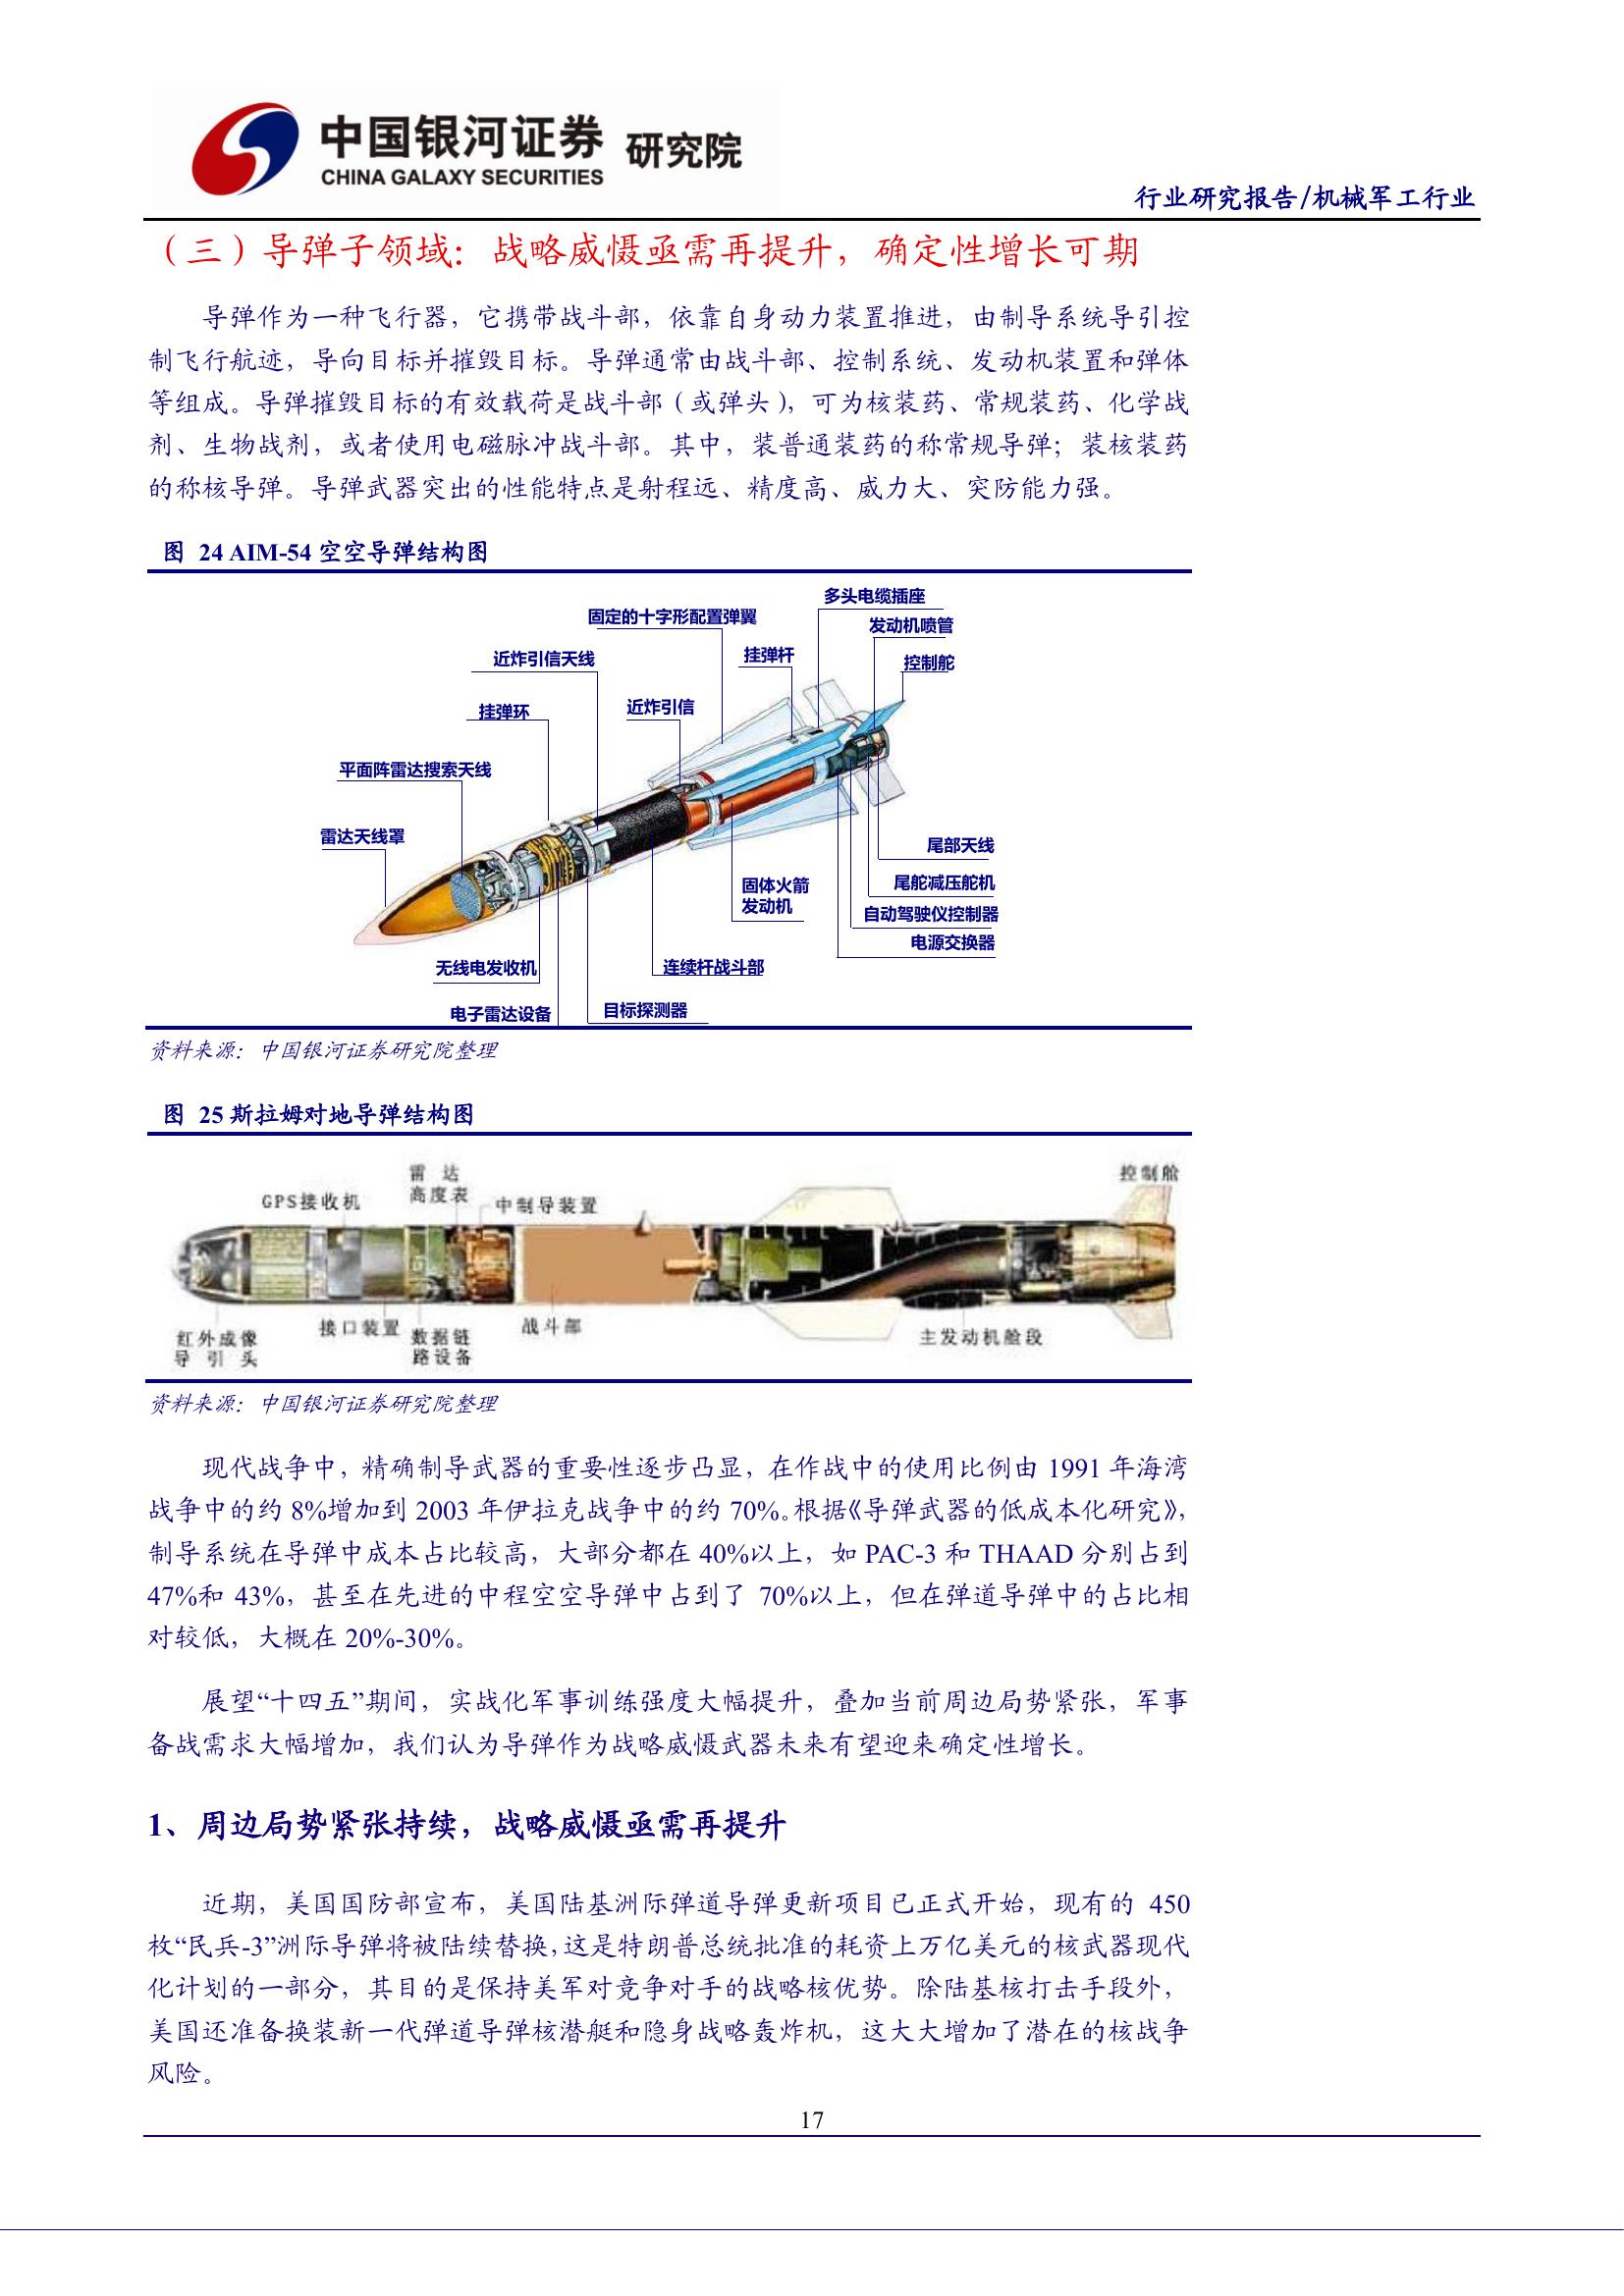 中国银河证券 研究院
CHINA GALAXY SECURITIES
行业研究报告/机械军工行业
（三）导弹子领域：战略威慑亟需再提升，确定性增长可期
导弹作为一种飞行器，它携带战斗部，依靠自身动力装置推进，由制导系统导引控
制飞行航迹，导向目标并摧毁目标。导弹通常由战斗部、控制系统、发动机装置和弹体
等组成。导弹摧毁目标的有效载荷是战斗部（或弹头），可为核装药、常规装药、化学战
剂、生物战剂，或者使用电磁脉冲战斗部。其中，装普通装药的称常规导弹；装核装药
的称核导弹。导弹武器突出的性能特点是射程远、精度高、威力大、突防能力强。
图 24 AIM-54 空空导弹结构图
多头电缆插座
固定的十字形配置弹翼
发动机喷管
近炸引信天线
挂弹杆
控制舵
挂弹环
近炸引信
平面阵雷达搜索天线
雷达天线罩
尾部天线
固体火箭
发动机
尾舵减压舵机
自动驾驶仪控制器
电源交换器
无线电发收机
连续杆战斗部
电子雷达设备
目标探测器
资料来源：中国银河证券研究院整理
图 25 斯拉姆对地导弹结构图
GPS接收机
雷 达
高度表
中制导装置
控制舱
红外成像
导 引 头
接口装置
数据链
路设备
战斗部
主发动机舱段
资料来源：中国银河证券研究院整理
现代战争中，精确制导武器的重要性逐步凸显，在作战中的使用比例由 1991 年海湾
战争中的约 8%增加到 2003 年伊拉克战争中的约 70%。根据《导弹武器的低成本化研究》，
制导系统在导弹中成本占比较高，大部分都在 40%以上，如 PAC-3 和 THAAD 分别占到
47%和 43%，甚至在先进的中程空空导弹中占到了 70%以上，但在弹道导弹中的占比相
对较低，大概在 20%-30%。
展望“十四五”期间，实战化军事训练强度大幅提升，叠加当前周边局势紧张，军事
备战需求大幅增加，我们认为导弹作为战略威慑武器未来有望迎来确定性增长。
1、周边局势紧张持续，战略威慑亟需再提升
近期，美国国防部宣布，美国陆基洲际弹道导弹更新项目已正式开始，现有的 450
枚“民兵-3”洲际导弹将被陆续替换，这是特朗普总统批准的耗资上万亿美元的核武器现代
化计划的一部分，其目的是保持美军对竞争对手的战略核优势。除陆基核打击手段外，
美国还准备换装新一代弹道导弹核潜艇和隐身战略轰炸机，这大大增加了潜在的核战争
风险。
17